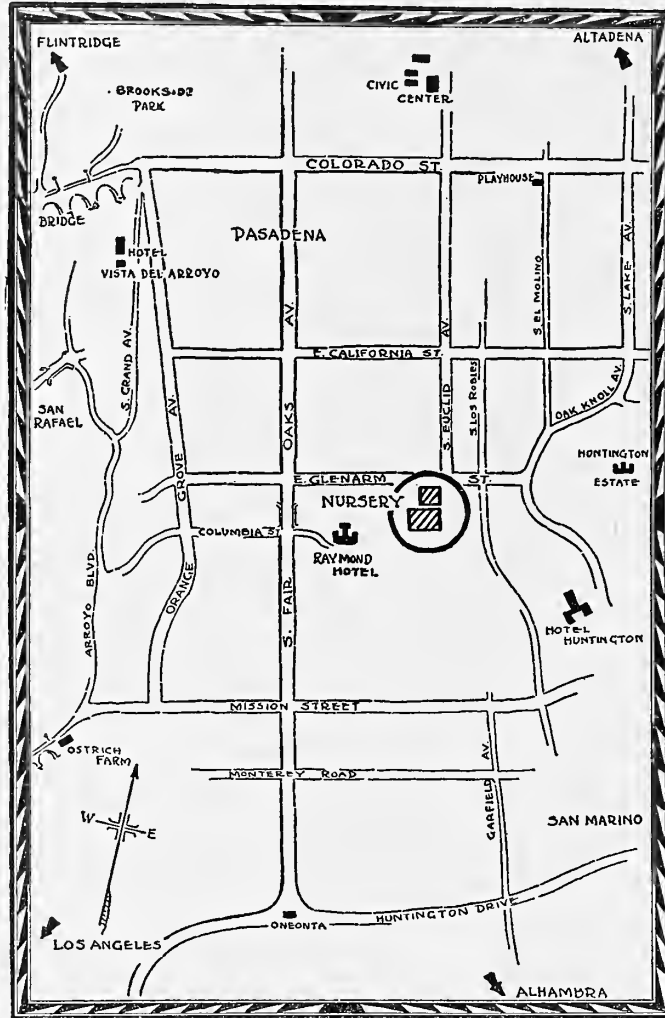 FLINTRIDGE
ALTADENA
BROOKSIDE
PARK
CIVIC
CENTER
COLORADO ST.
PLAYHOUSE
BRIDGE
PASADENA
HOTEL
VISTA DEL ARROYO
S. GRAND AV.
GROVE AV.
ORANGE
S. FAIR OAKS AV.
E. CALIFORNIA ST.
S. EUCLID AV.
S. LOS ROBLES
S. EL MOLINO
S. LAKE AV.
OAK KNOLL AV.
SAN
RAFAEL
HUNTINGTON
ESTATE
E. GLENARM ST.
NURSERY
COLUMBIA ST.
RAYMOND
HOTEL
ARROYO BLVD.
HOTEL
HUNTINGTON
MISSION STREET
OSTRICH
FARM
MONTEREY ROAD
GARFIELD AV.
W
E
SAN MARINO
HUNTINGTON DRIVE
ONEONTA
LOS ANGELES
ALHAMBRA